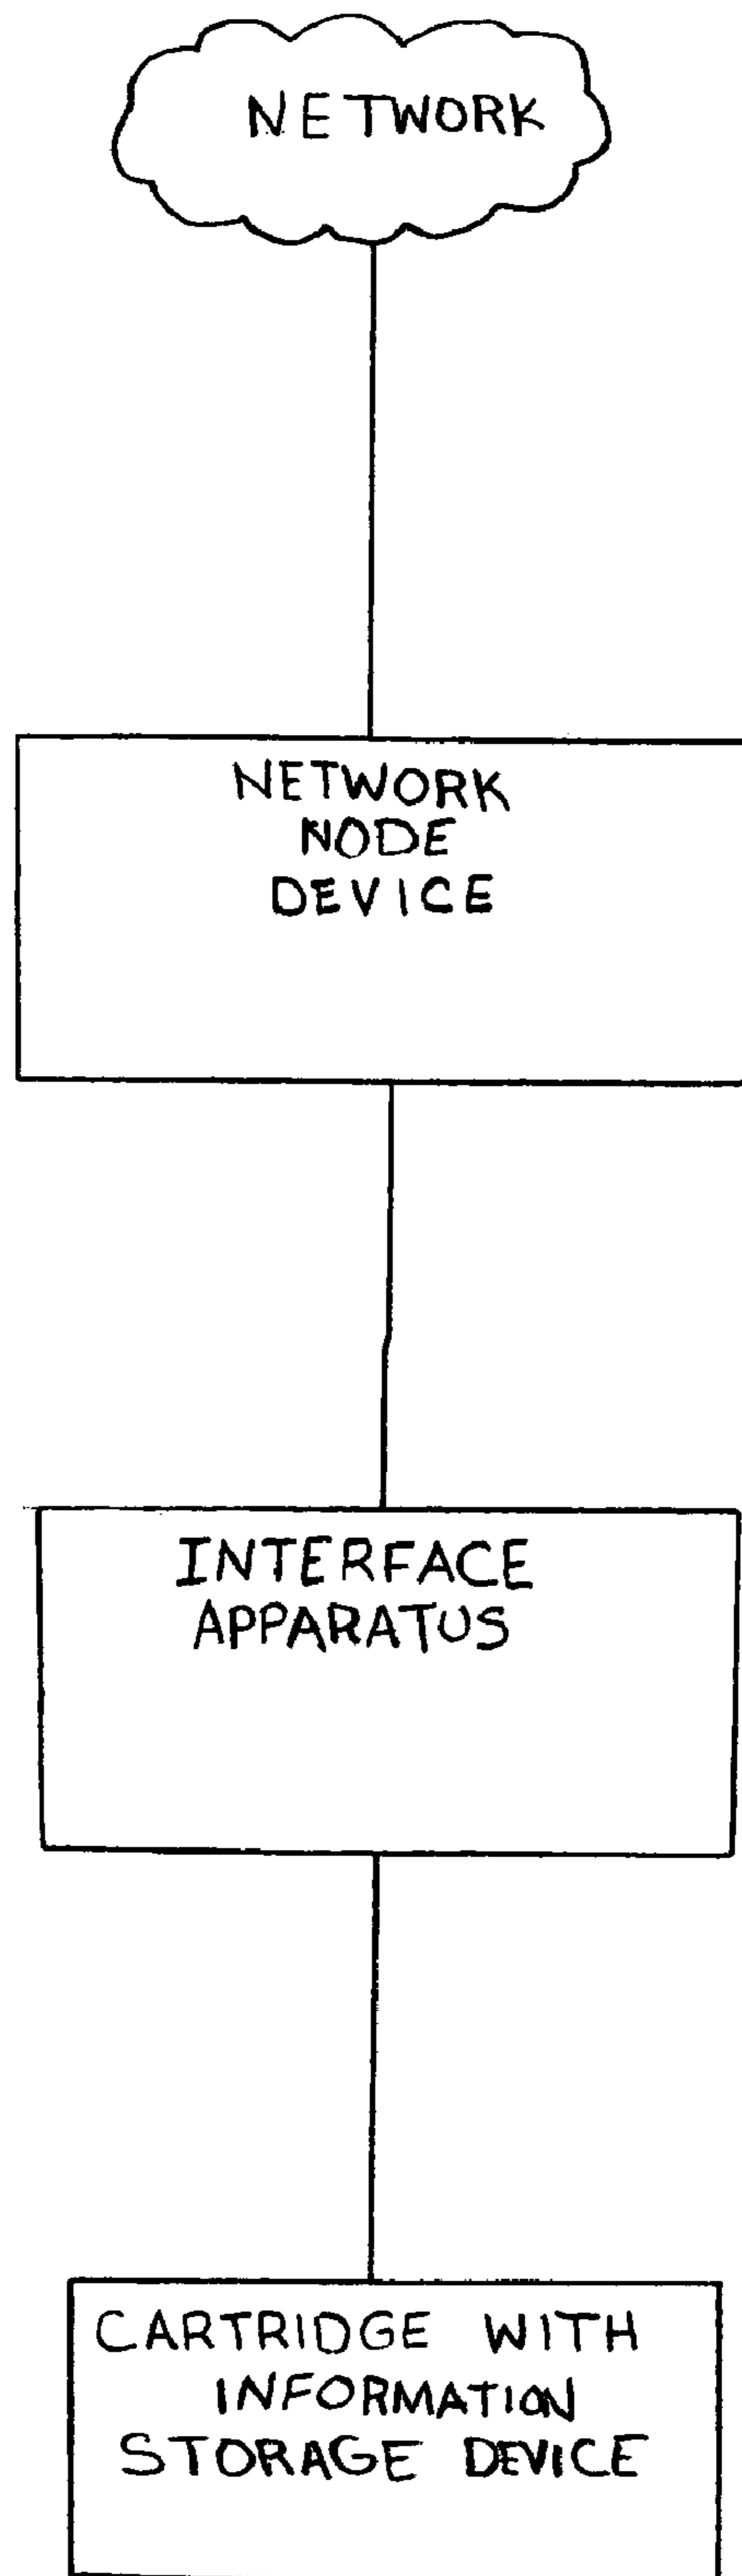 NETWORK
NETWORK
NODE
DEVICE
INTERFACE
APPARATUS
CARTRIDGE WITH
INFORMATION
STORAGE DEVICE